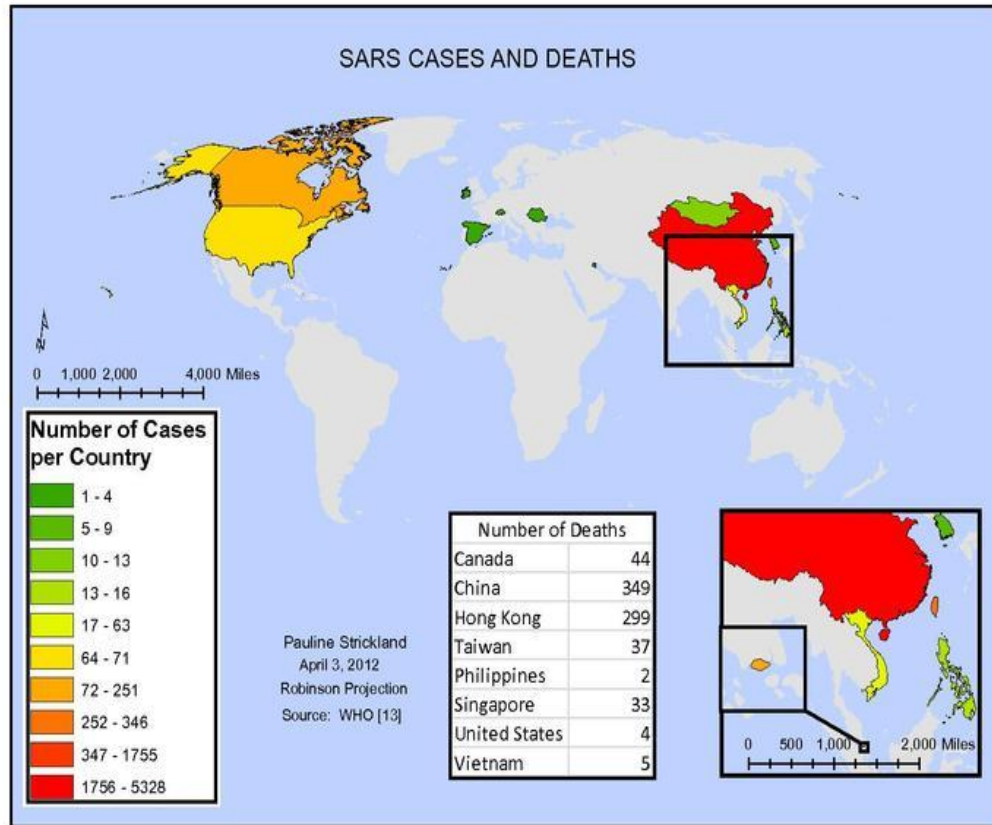 SARS CASES AND DEATHS
0 1,000 2,000 4,000 Miles
Number of Cases
per Country
1 - 4
5 - 9
10 - 13
13 - 16
17 - 63
64 - 71
72 - 251
252 - 346
347 - 1755
1756 - 5328
Pauline Strickland
April 3, 2012
Robinson Projection
Source: WHO [13]
Number of Deaths
Canada 44
China 349
Hong Kong 299
Taiwan 37
Philippines 2
Singapore 33
United States 4
Vietnam 5
0 500 1,000 2,000 Miles